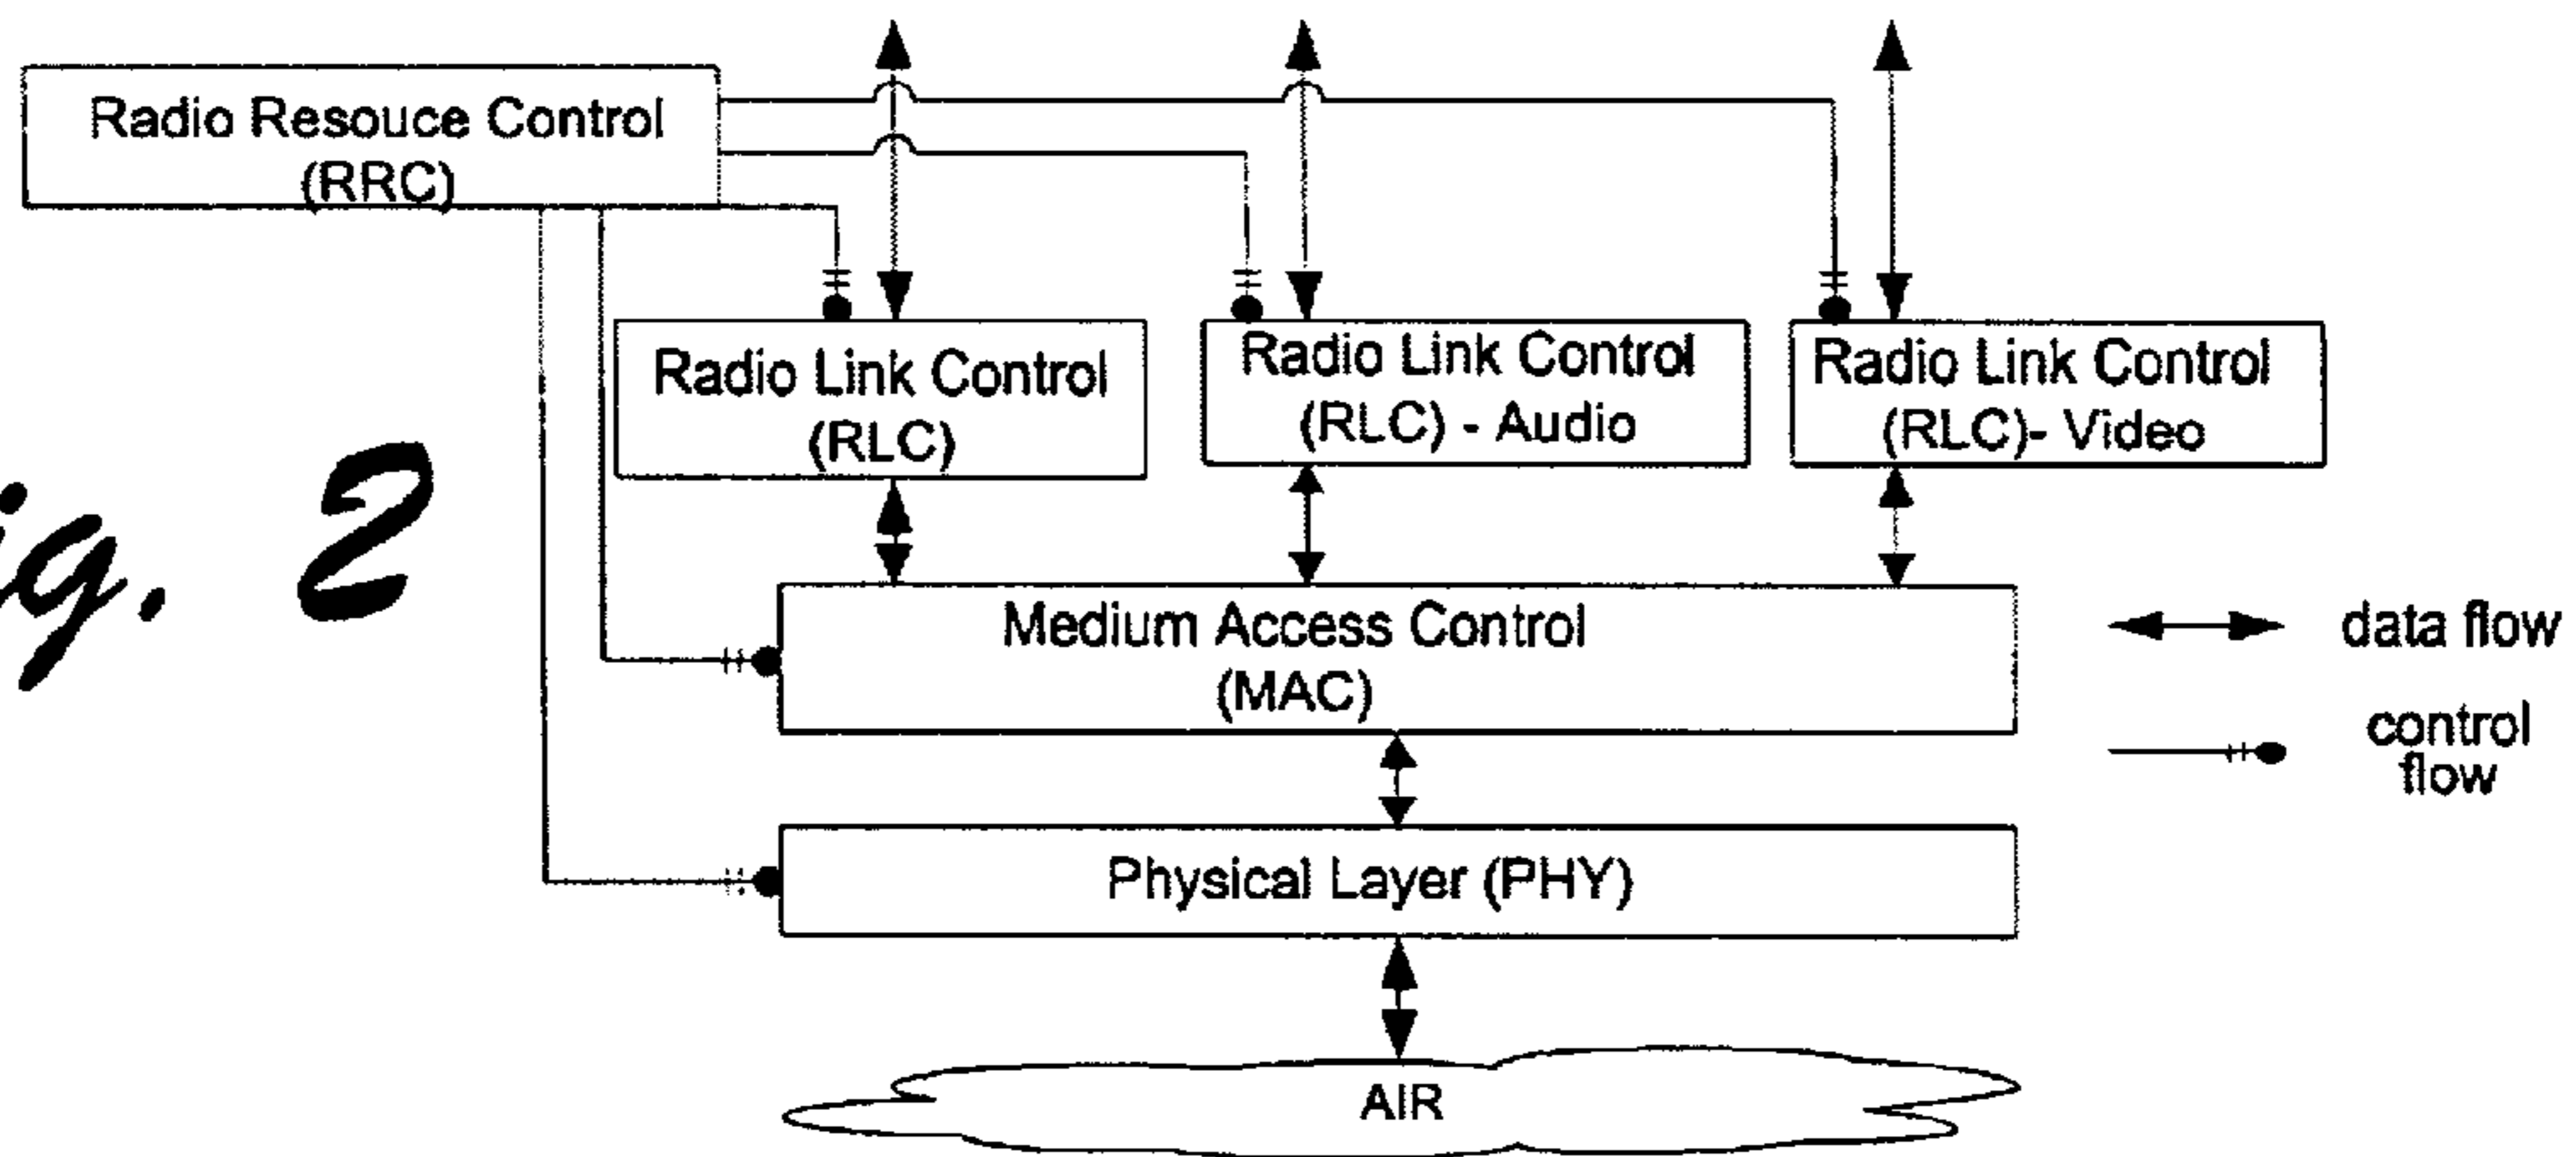 Radio Resouce Control
(RRC)
Radio Link Control
(RLC)
Radio Link Control
(RLC) - Audio
Radio Link Control
(RLC)- Video
ig. 2
Medium Access Control
(MAC)
data flow
control
flow
Physical Layer (PHY)
AIR